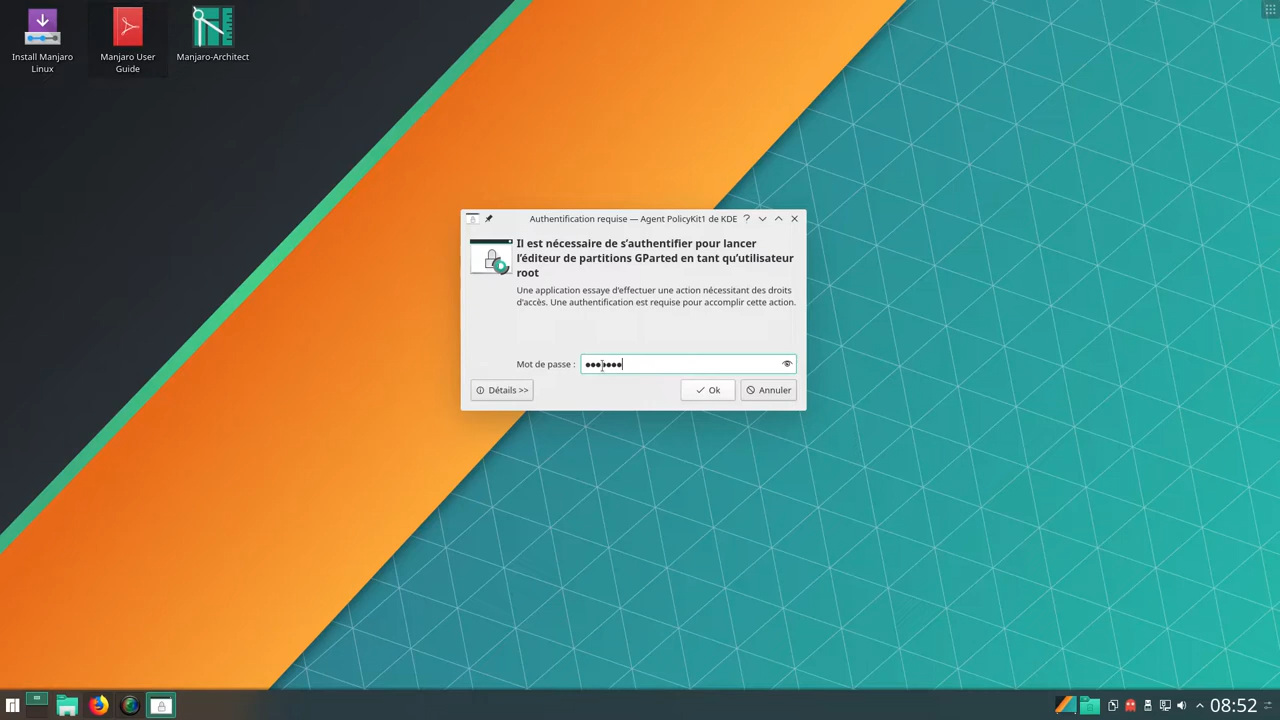 Install Manjaro
Linux
Manjaro User
Guide
Manjaro-Architect
Authentification requise — Agent PolicyKit1 de KDE
Il est nécessaire de s’authentifier pour lancer
l’éditeur de partitions GParted en tant qu’utilisateur
root
Une application essaye d'effectuer une action nécessitant des droits
d'accès. Une authentification est requise pour accomplir cette action.
Mot de passe : ●●●●●●●
Détails >>
Ok
Annuler
08:52